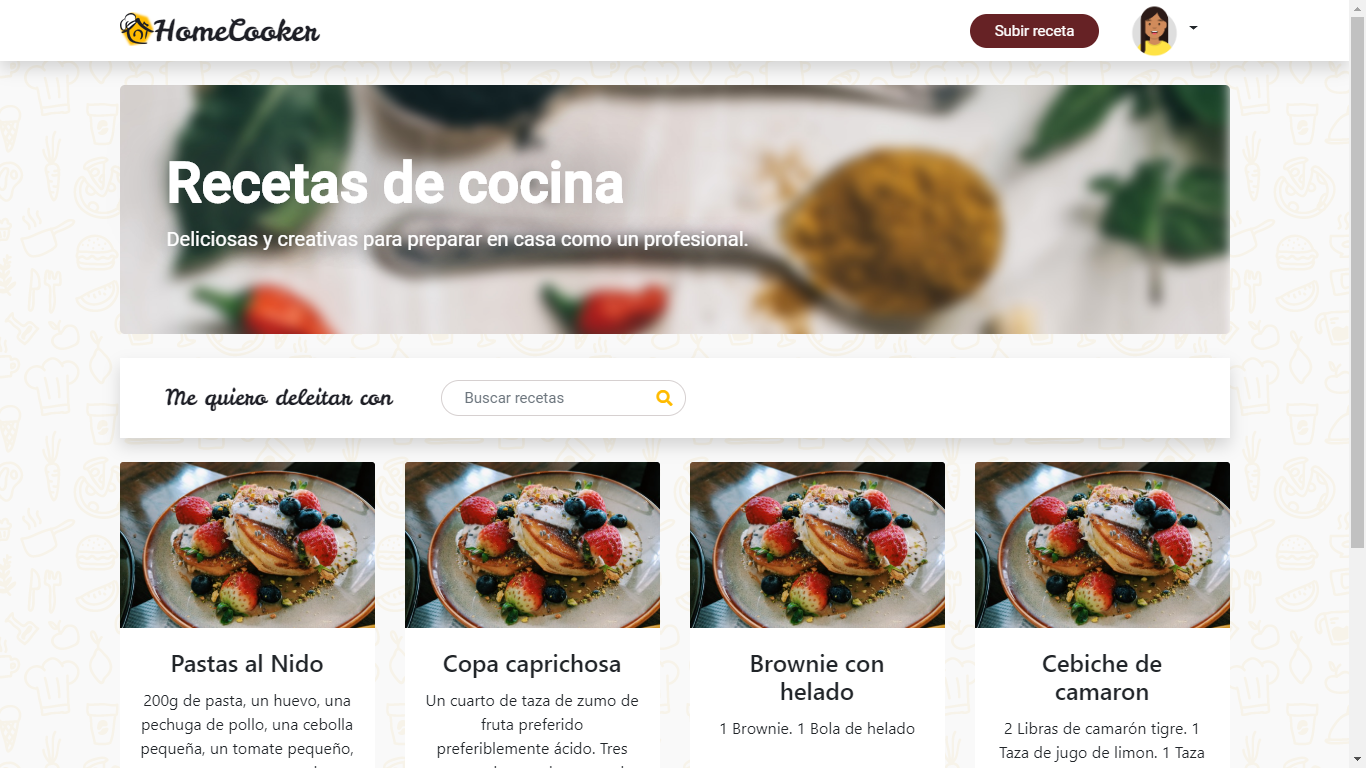 HomeCooker
Subir receta
Recetas de cocina
Deliciosas y creativas para preparar en casa como un profesional.
Me quiero deleitar con
Buscar recetas
Pastas al Nido
200g de pasta, un huevo, una
pechuga de pollo, una cebolla
pequeña, un tomate pequeño,
Copa caprichosa
Un cuarto de taza de zumo de
fruta preferido
preferiblemente ácido. Tres
Brownie con
helado
1 Brownie. 1 Bola de helado
Cebiche de
camaron
2 Libras de camarón tigre. 1
Taza de jugo de limon. 1 Taza